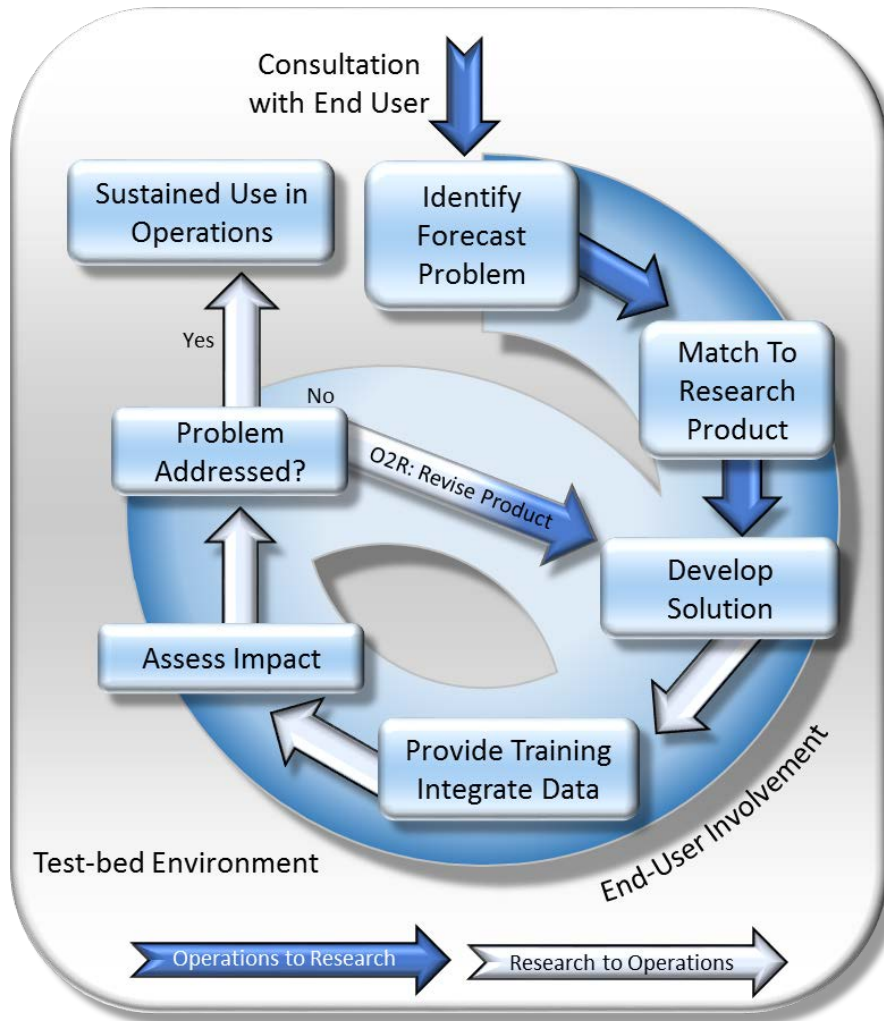 Consultation
with End User
Identify
Forecast
Problem
Sustained Use in
Operations
Match To
Research
Product
Yes
No
Problem
Addressed?
O2R: Revise Product
Develop
Solution
Assess Impact
Provide Training
Integrate Data
End-User Involvement
Test-bed Environment
Operations to Research
Research to Operations